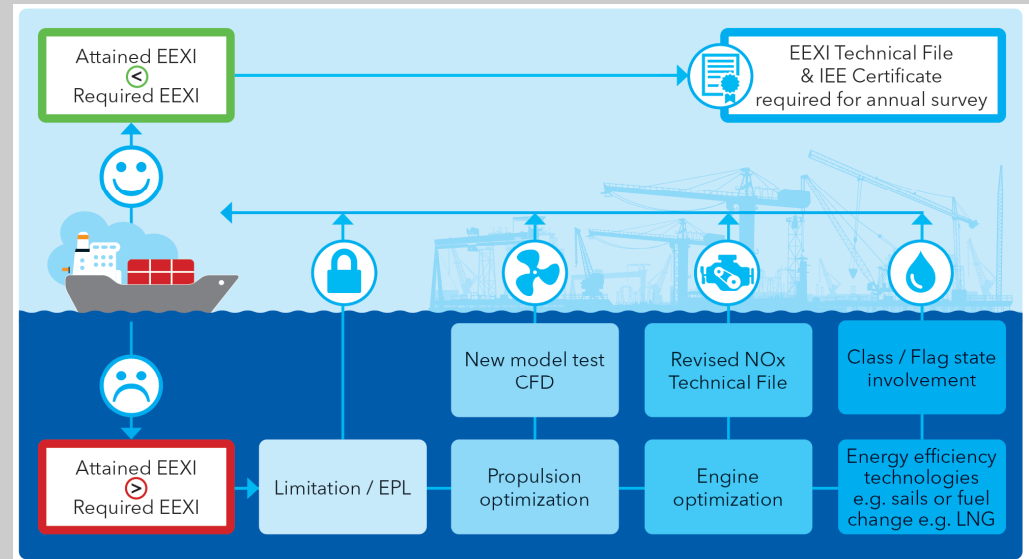 Attained EEXI
<
Required EEXI
EEXI Technical File
& IEE Certificate
required for annual survey
New model test
CFD
Revised NOx
Technical File
Class / Flag state
involvement
Attained EEXI
>
Required EEXI
Limitation / EPL
Propulsion
optimization
Engine
optimization
Energy efficiency
technologies
e.g. sails or fuel
change e.g. LNG